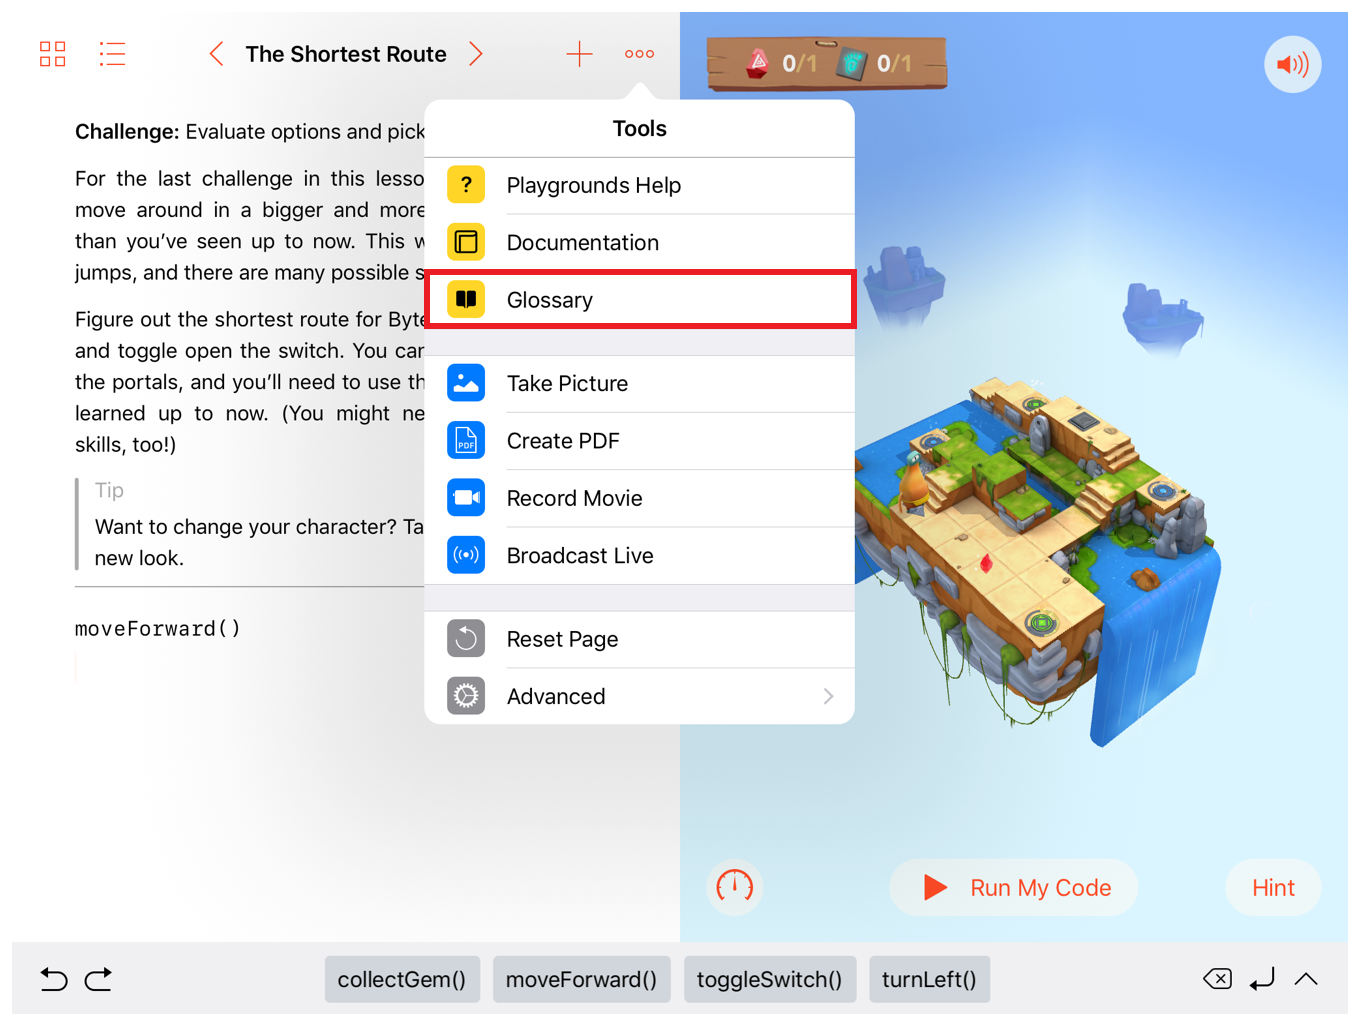 The Shortest Route
0/1
0/1
Challenge: Evaluate options and pick
For the last challenge in this lesso
move around in a bigger and more
than you've seen up to now. This w
jumps, and there are many possible s
Figure out the shortest route for Byte
and toggle open the switch. You can
the portals, and you'll need to use th
learned up to now. (You might ne
skills, too!)
Tip
Want to change your character? Ta
new look.
moveForward()
Tools
? Playgrounds Help
Documentation
Glossary
Take Picture
PDF Create PDF
Record Movie
Broadcast Live
Reset Page
Advanced
Run My Code
Hint
collectGem()
moveForward()
toggleSwitch()
turnLeft()